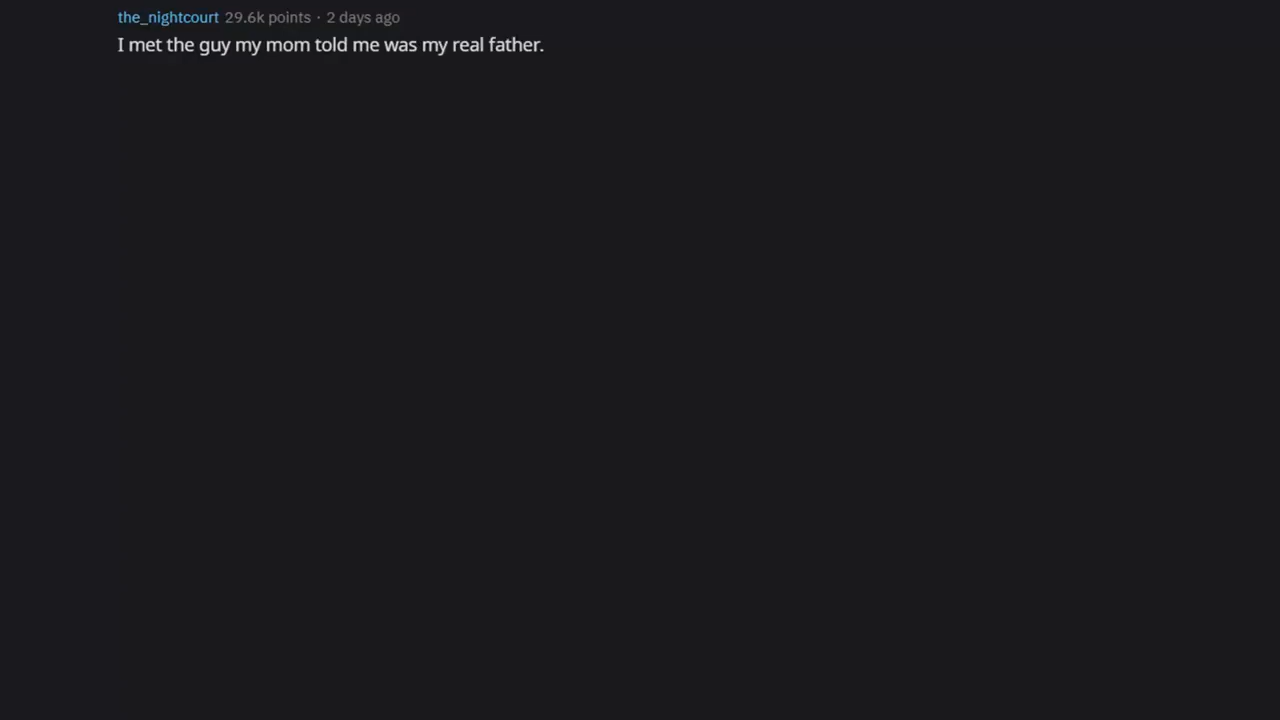 the_nightcourt 29.6k points · 2 days ago
I met the guy my mom told me was my real father.